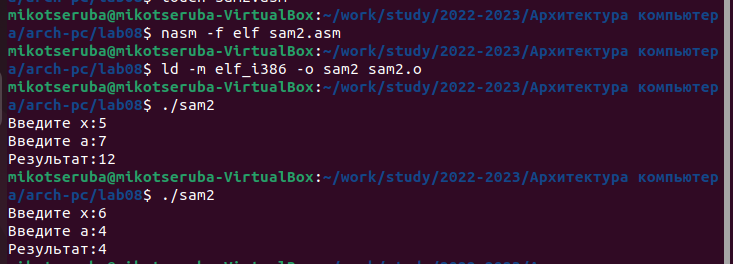 mikotseruba@mikotseruba-VirtualBox:~/work/study/2022-2023/Архитектура компьютер
а/arch-pc/lab08$ nasm -f elf sam2.asm
mikotseruba@mikotseruba-VirtualBox:~/work/study/2022-2023/Архитектура компьютер
а/arch-pc/lab08$ ld -m elf_i386 -o sam2 sam2.o
mikotseruba@mikotseruba-VirtualBox:~/work/study/2022-2023/Архитектура компьютер
а/arch-pc/lab08$ ./sam2
Введите x:5
Введите a:7
Результат:12
mikotseruba@mikotseruba-VirtualBox:~/work/study/2022-2023/Архитектура компьютер
а/arch-pc/lab08$ ./sam2
Введите x:6
Введите a:4
Результат:4